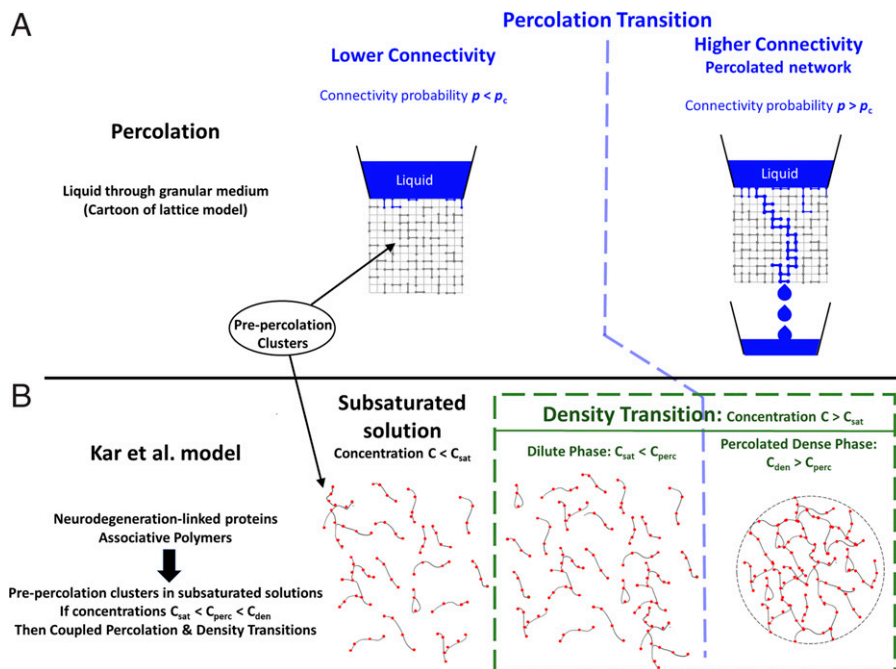 A
Percolation Transition
Lower Connectivity
Connectivity probability p < pc
Higher Connectivity
Percolated network
Connectivity probability p > pc
Percolation
Liquid through granular medium
(Cartoon of lattice model)
Liquid
Liquid
Pre-percolation
Clusters
B
Kar et al. model
Neurodegeneration-linked proteins
Associative Polymers
Pre-percolation clusters in subsaturated solutions
If concentrations Csat < Cperc < Cden
Then Coupled Percolation & Density Transitions
Subsaturated
solution
Concentration C < Csat
Density Transition: Concentration C > Csat
Dilute Phase: Csat < Cperc
Percolated Dense Phase:
Cden > Cperc